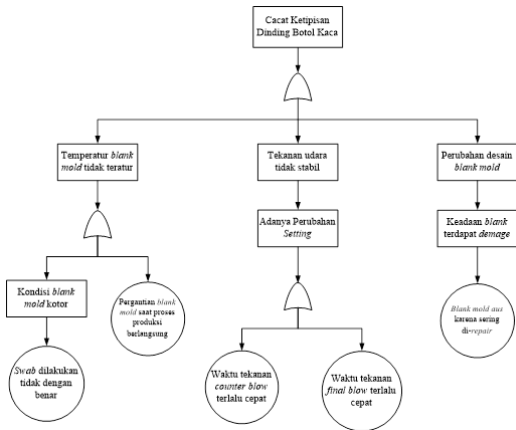 Cacat Ketipisan
Dinding Botol Kaca
Temperatur blank
mold tidak teratur
Tekanan udara
tidak stabil
Perubahan desain
blank mold
Adanya Perubahan
Setting
Keadaan blank
terdapat demage
Kondisi blank
mold kotor
Pergantian blank
mold saat proses
produksi
berlangsung
Blank mold aus
karena sering
di-repair
Swab dilakukan
tidak dengan
benar
Waktu tekanan
counter blow
terlalu cepat
Waktu tekanan
final blow terlalu
cepat